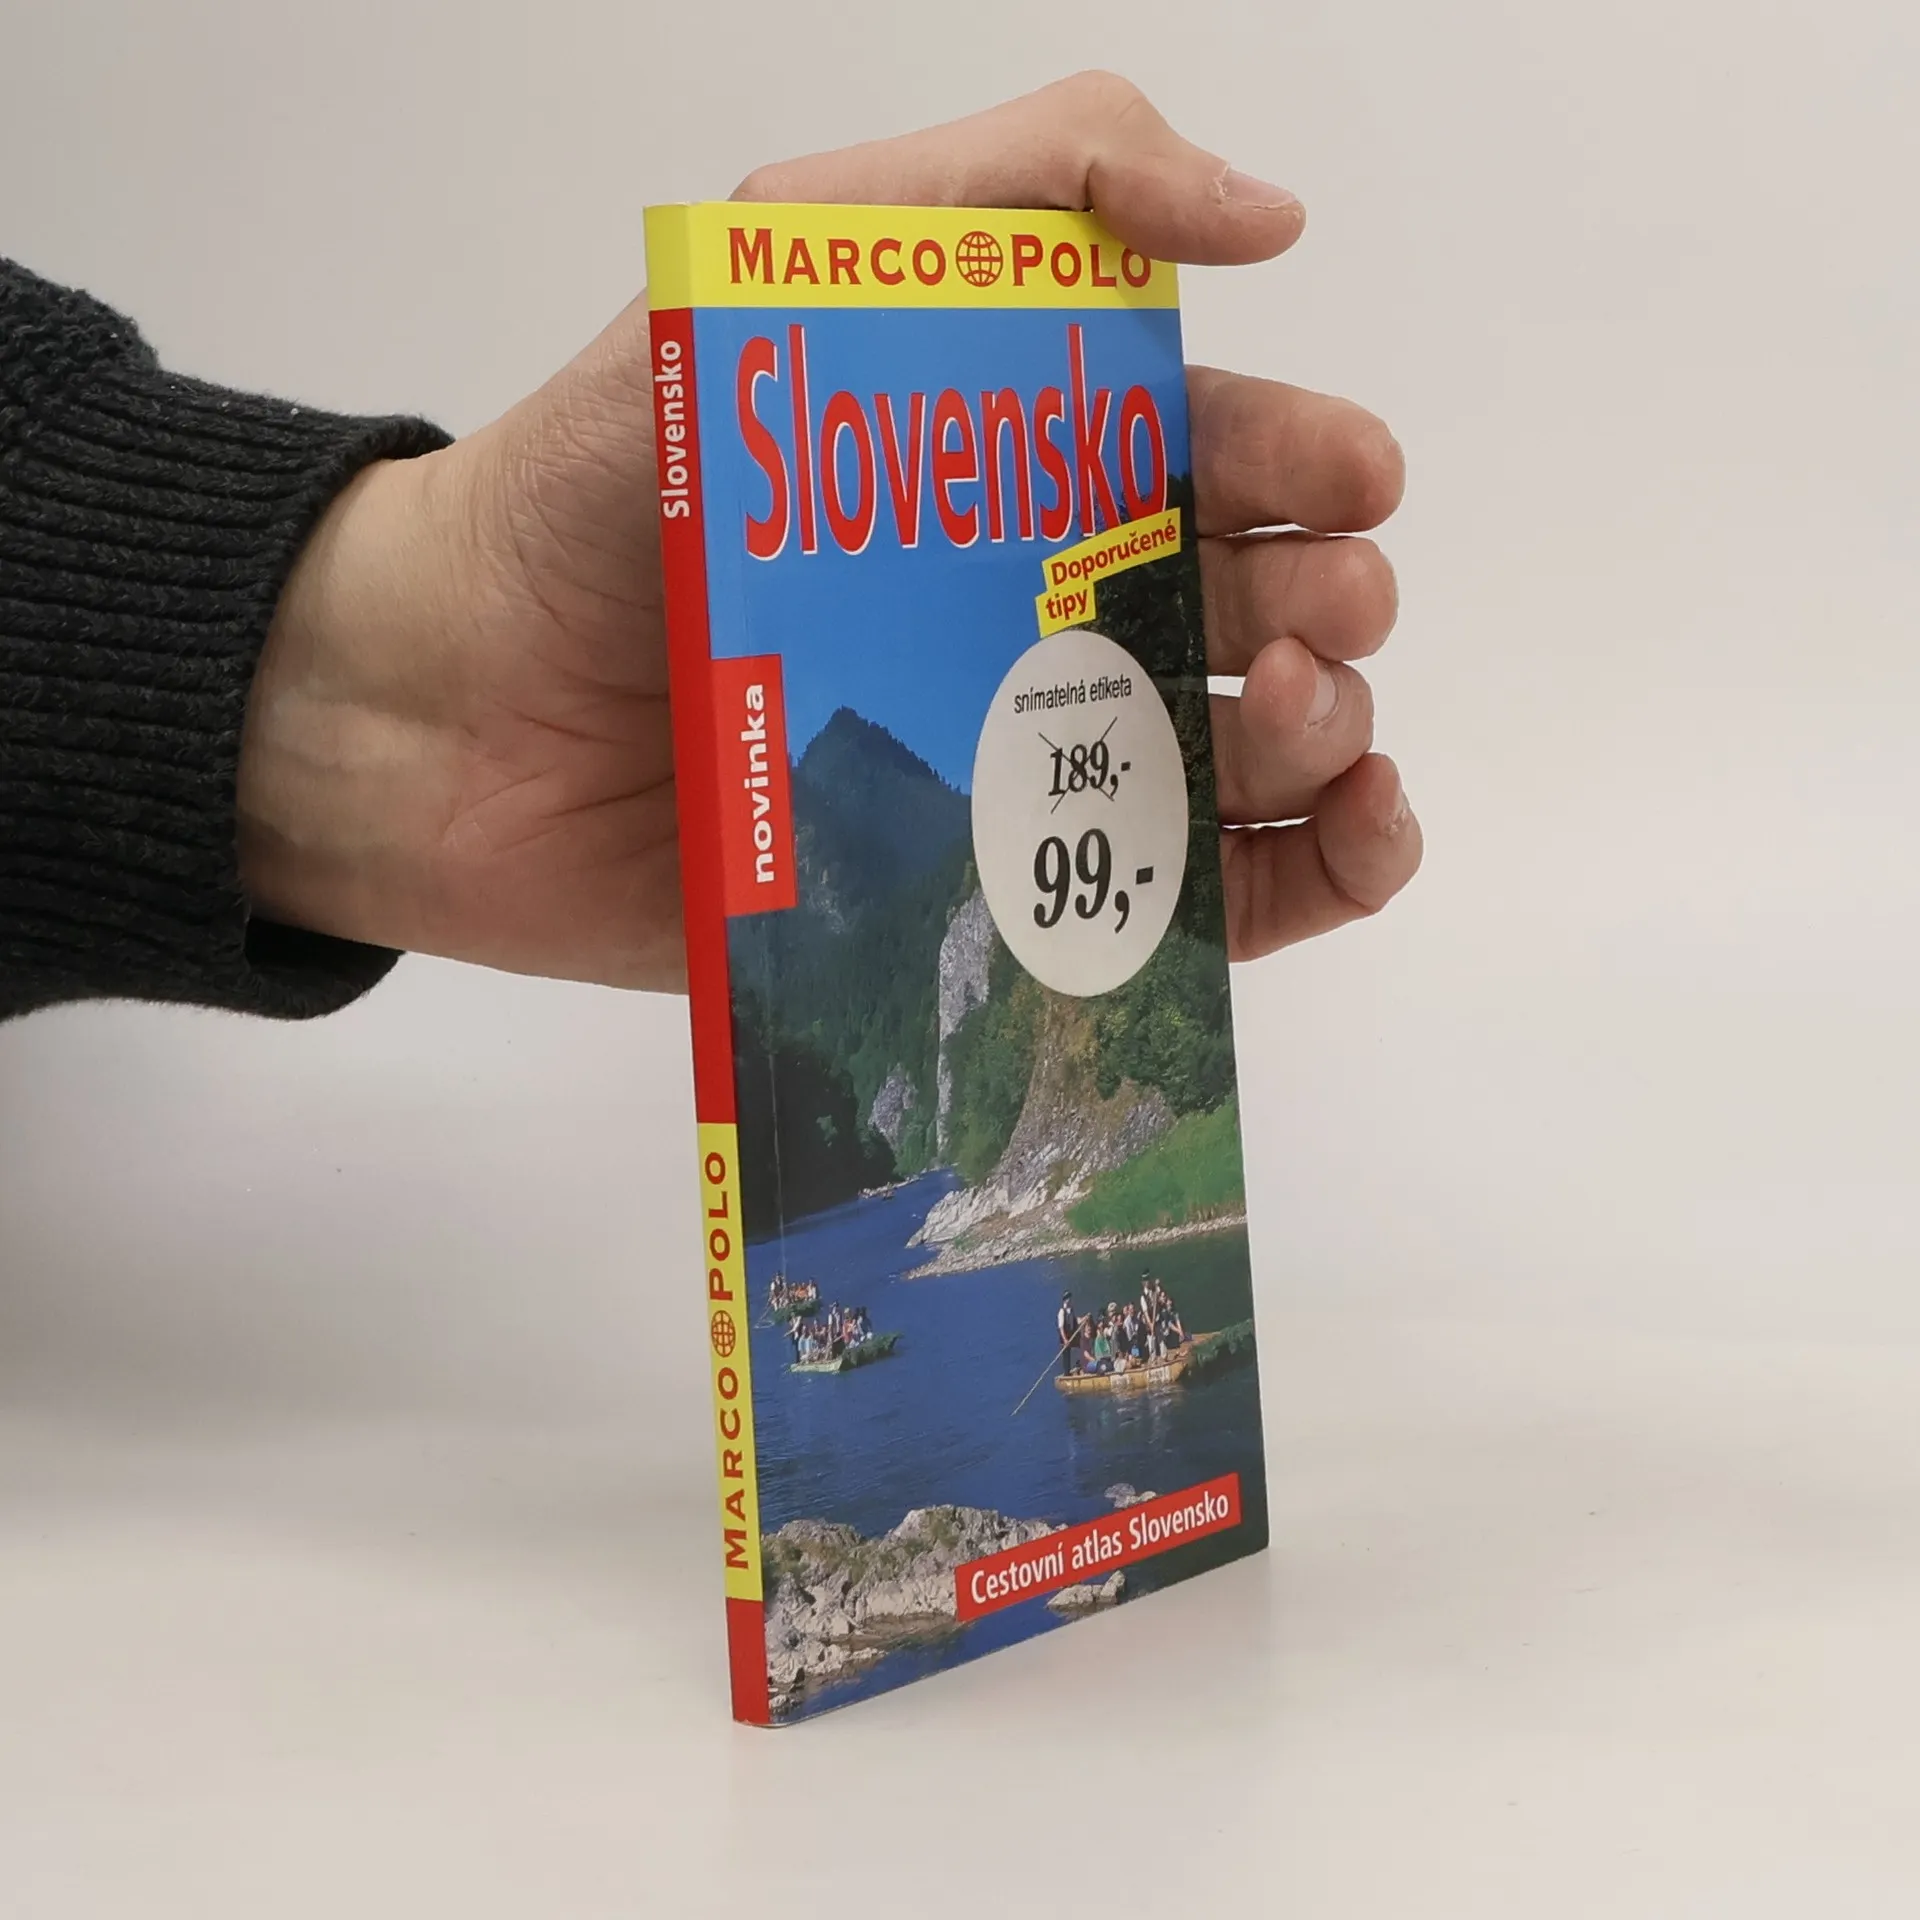 MARCO POLO
Slovensko
Doporučené
tipy
snímatelná etiketa
189,-
99,-
novinka
Cestovní atlas Slovensko
Slovensko
MARCO POLO